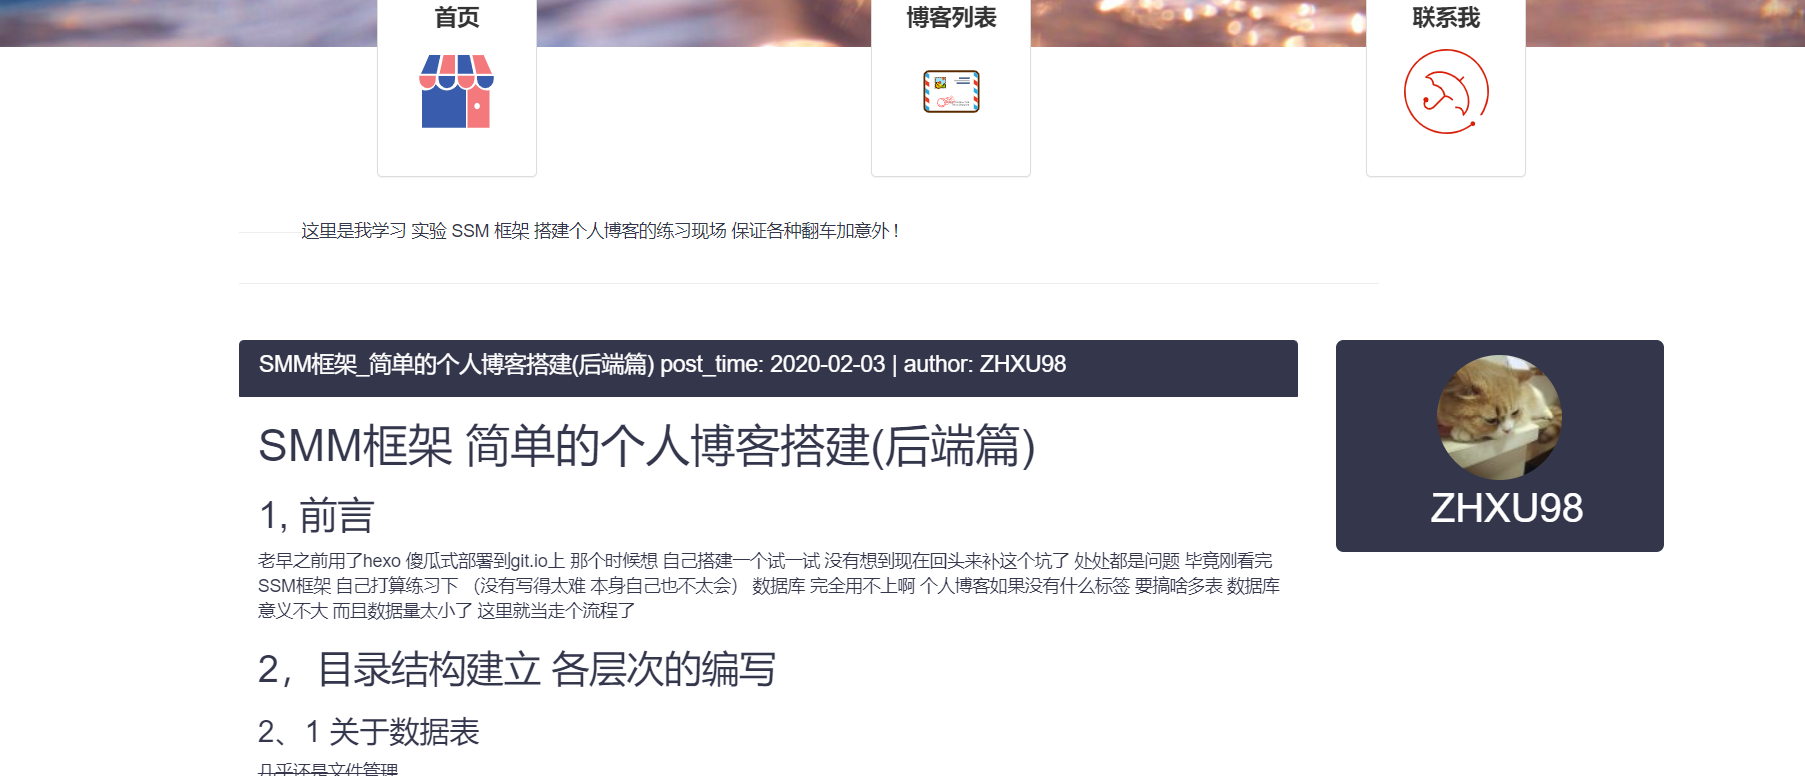 首页
博客列表
联系我
这里是我学习 实验 SSM 框架 搭建个人博客的练习现场 保证各种翻车加意外！
SMM框架_简单的个人博客搭建(后端篇) post_time: 2020-02-03 | author: ZHXU98
ZHXU98
SMM框架 简单的个人博客搭建(后端篇)
1, 前言
老早之前用了hexo 傻瓜式部署到git.io上 那个时候想 自己搭建一个试一试 没有想到现在回头来补这个坑了 处处都是问题 毕竟刚看完
SSM框架 自己打算练习下 （没有写得太难 本身自己也不太会） 数据库 完全用不上啊 个人博客如果没有什么标签 要搞啥多表 数据库
意义不大 而且数据量太小了 这里就当走个流程了
2，目录结构建立 各层次的编写
2、1 关于数据表
几乎还是文件管理